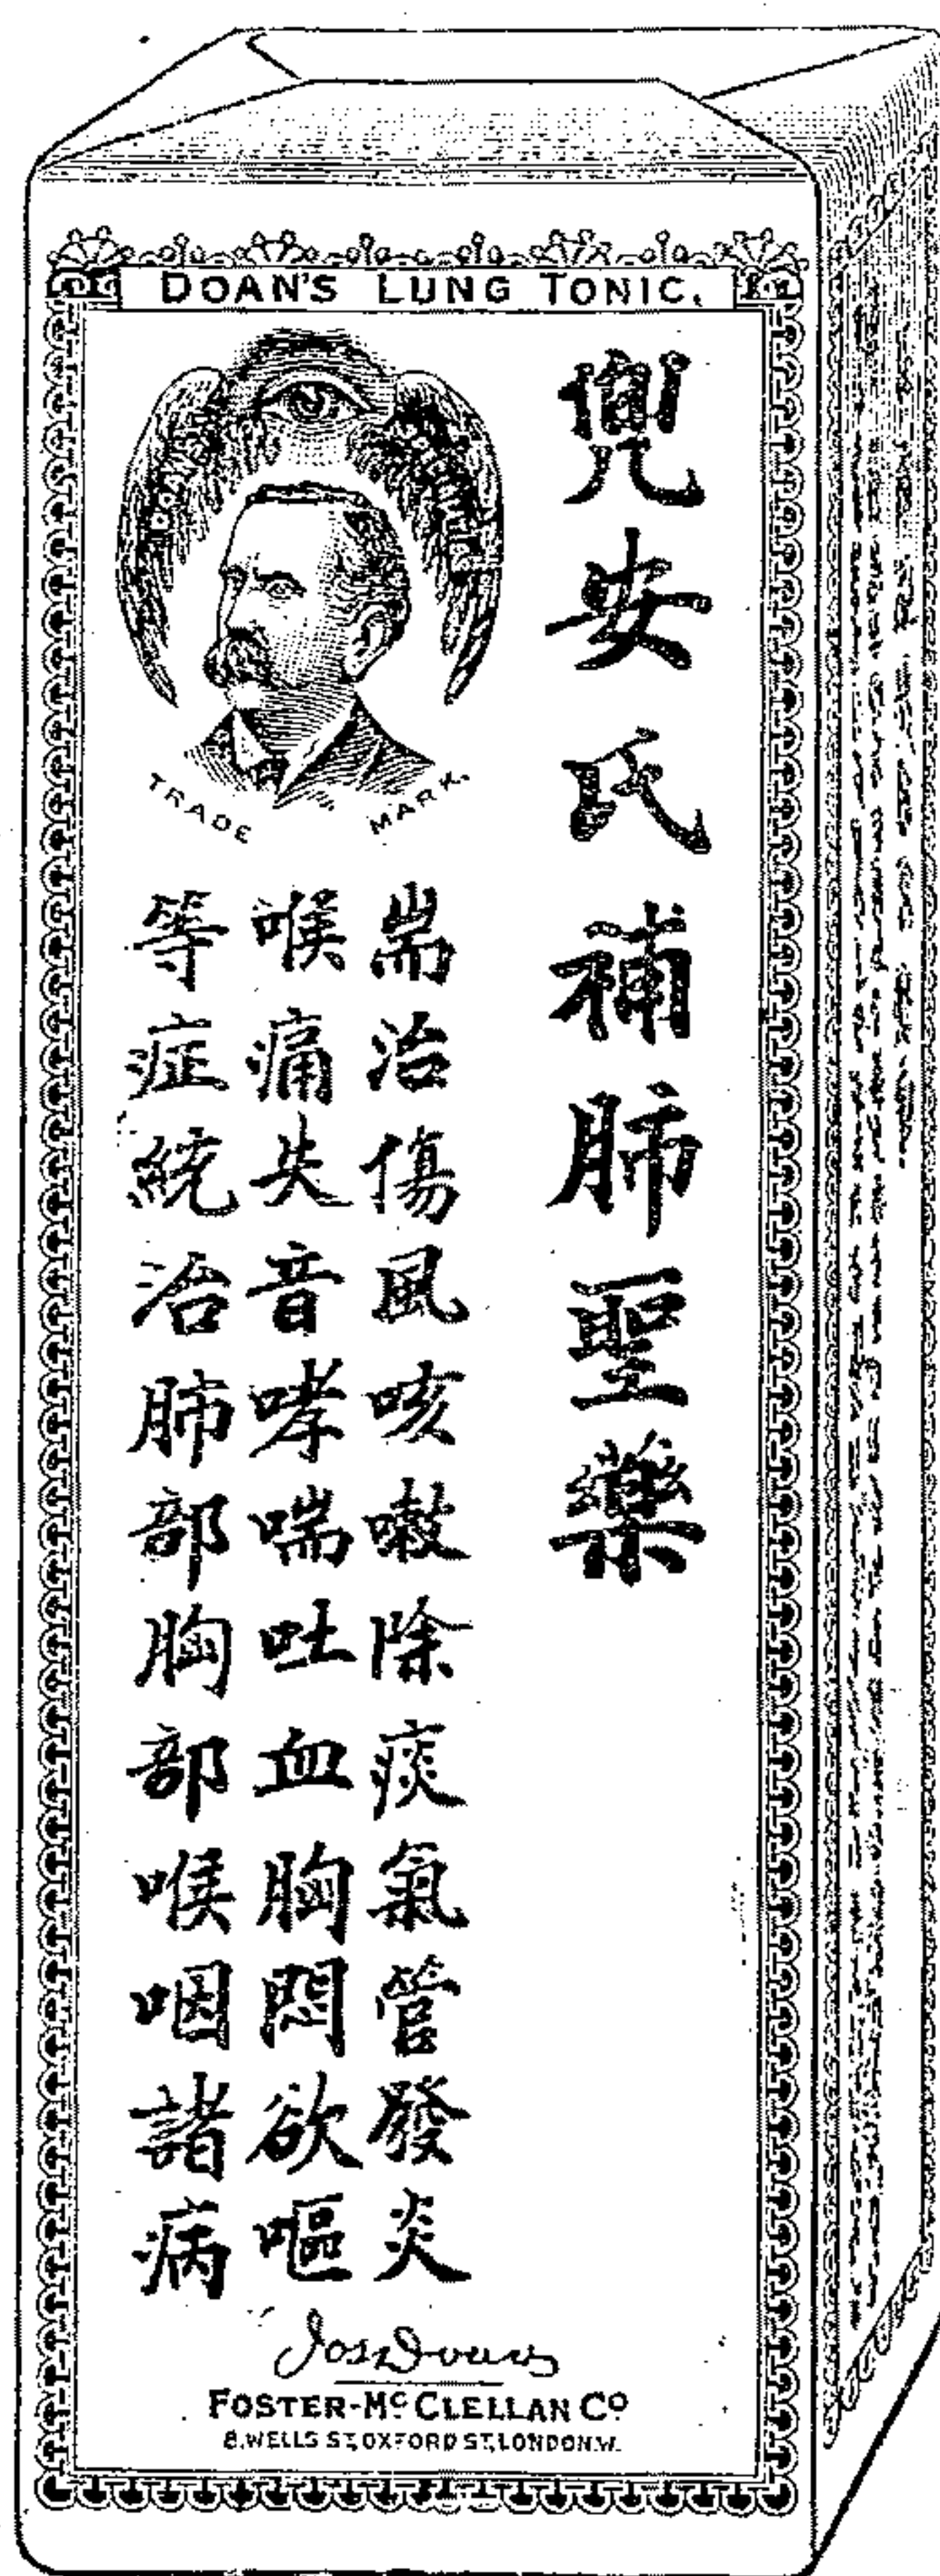 DOAN'S LUNG TONIC.
TRADE MARK.
兜安氏補肺聖藥
耑治傷風咳嗽除痰氣管發炎
喉痛失音哮喘吐血胸悶欲嘔
等症統治肺部胸部喉咽諸病
FOSTER-McCLELLAN Co
8, WELLS ST, OXFORD ST, LONDON. W.